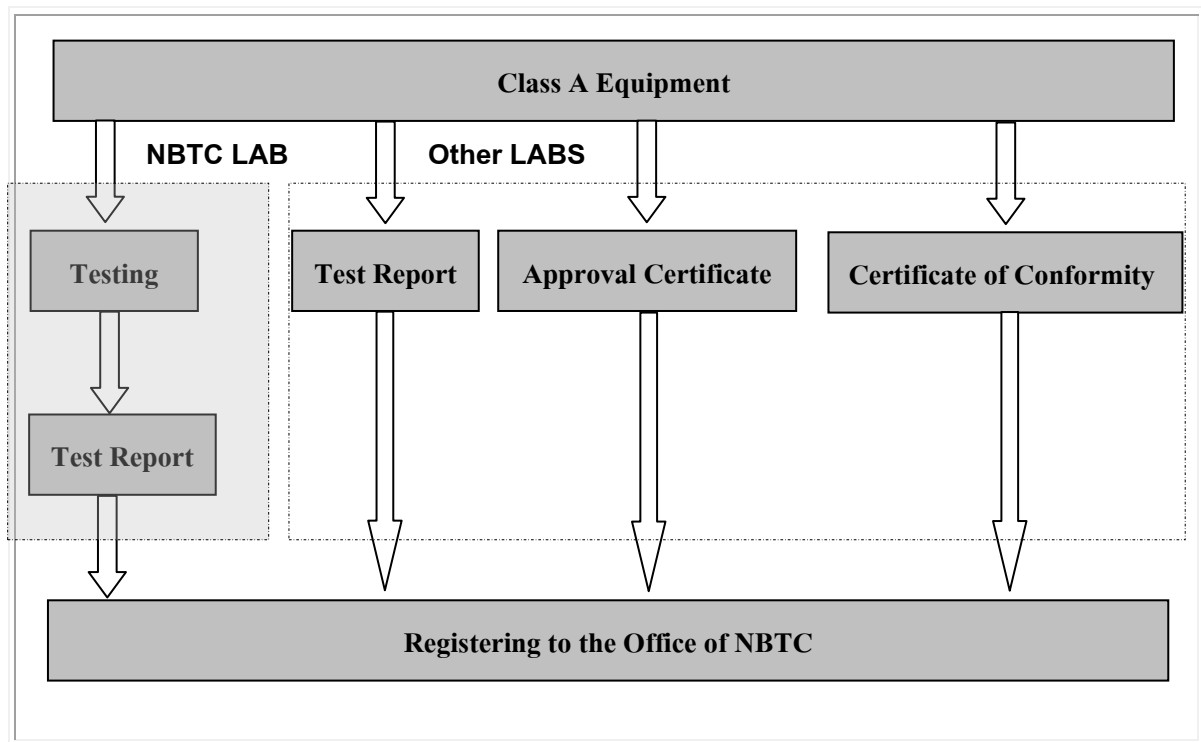 Class A Equipment
NBTC LAB
Other LABS
Testing
Test Report
Approval Certificate
Certificate of Conformity
Test Report
Registering to the Office of NBTC